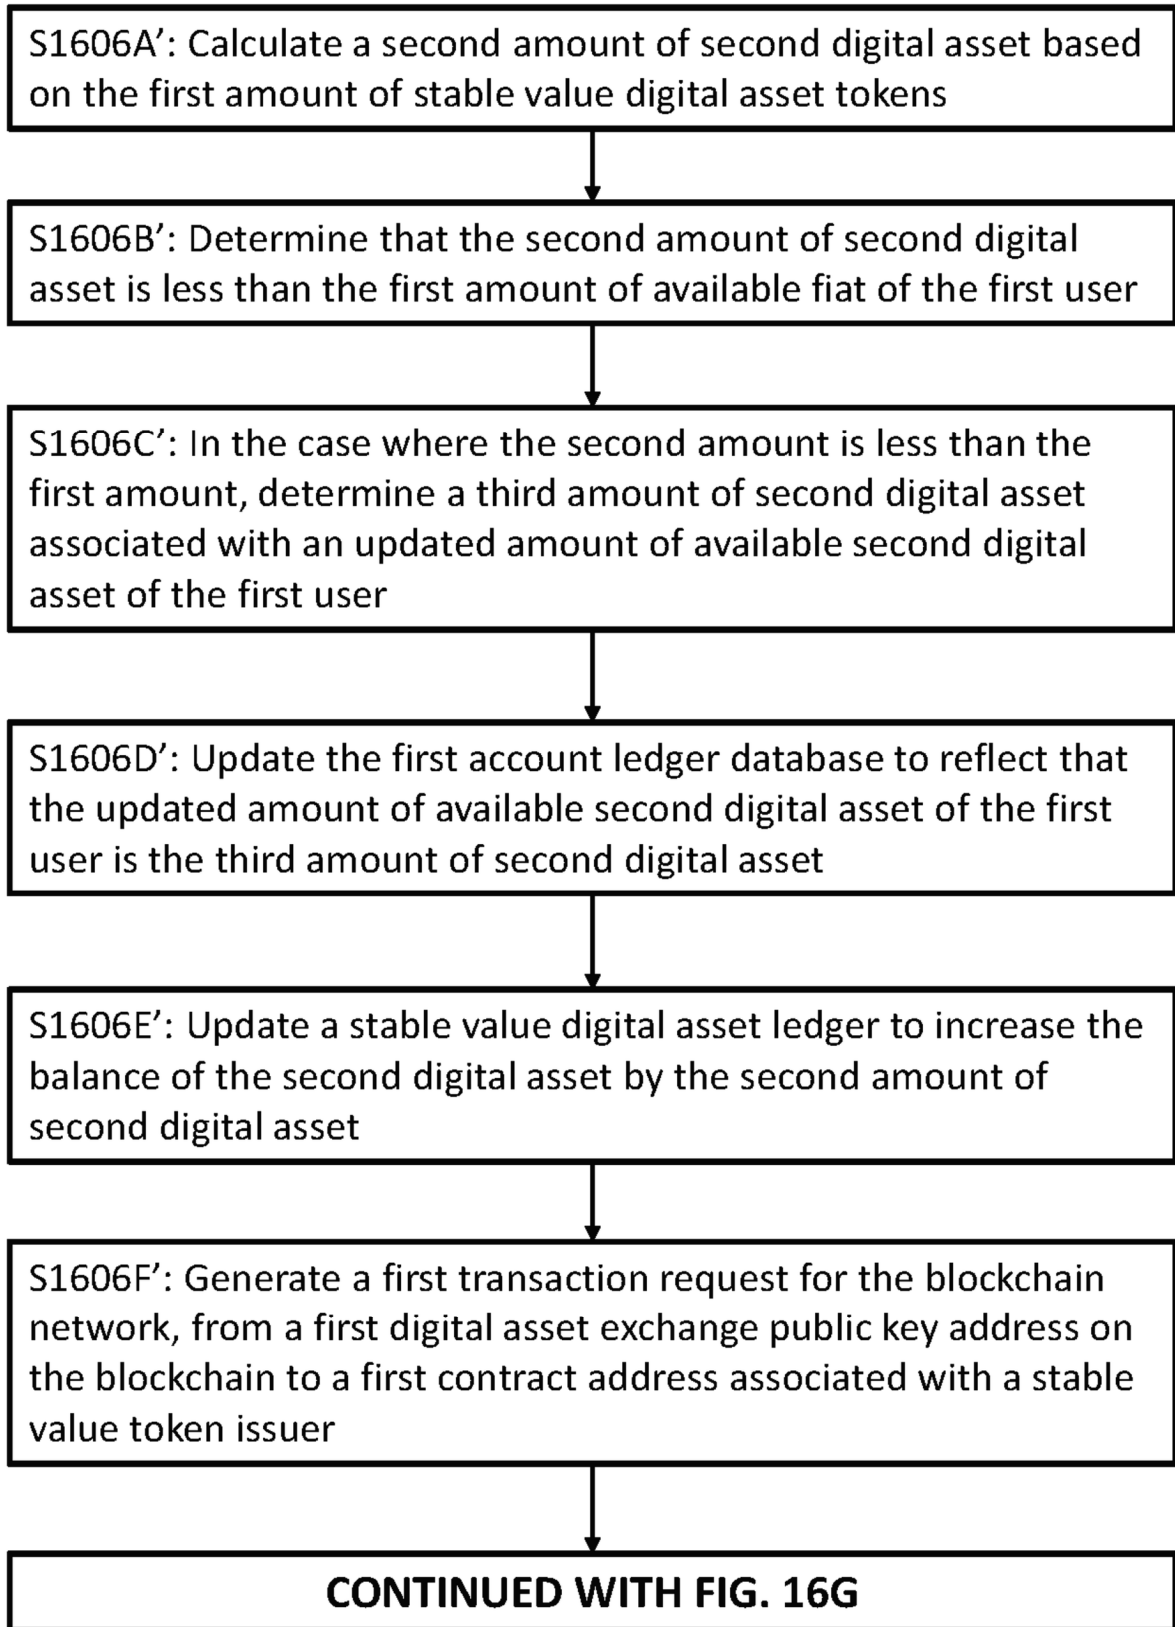 S1606A’: Calculate a second amount of second digital asset based
on the first amount of stable value digital asset tokens
S1606B’: Determine that the second amount of second digital
asset is less than the first amount of available fiat of the first user
S1606C’: In the case where the second amount is less than the
first amount, determine a third amount of second digital asset
associated with an updated amount of available second digital
asset of the first user
S1606D’: Update the first account ledger database to reflect that
the updated amount of available second digital asset of the first
user is the third amount of second digital asset
S1606E’: Update a stable value digital asset ledger to increase the
balance of the second digital asset by the second amount of
second digital asset
S1606F’: Generate a first transaction request for the blockchain
network, from a first digital asset exchange public key address on
the blockchain to a first contract address associated with a stable
value token issuer
CONTINUED WITH FIG. 16G